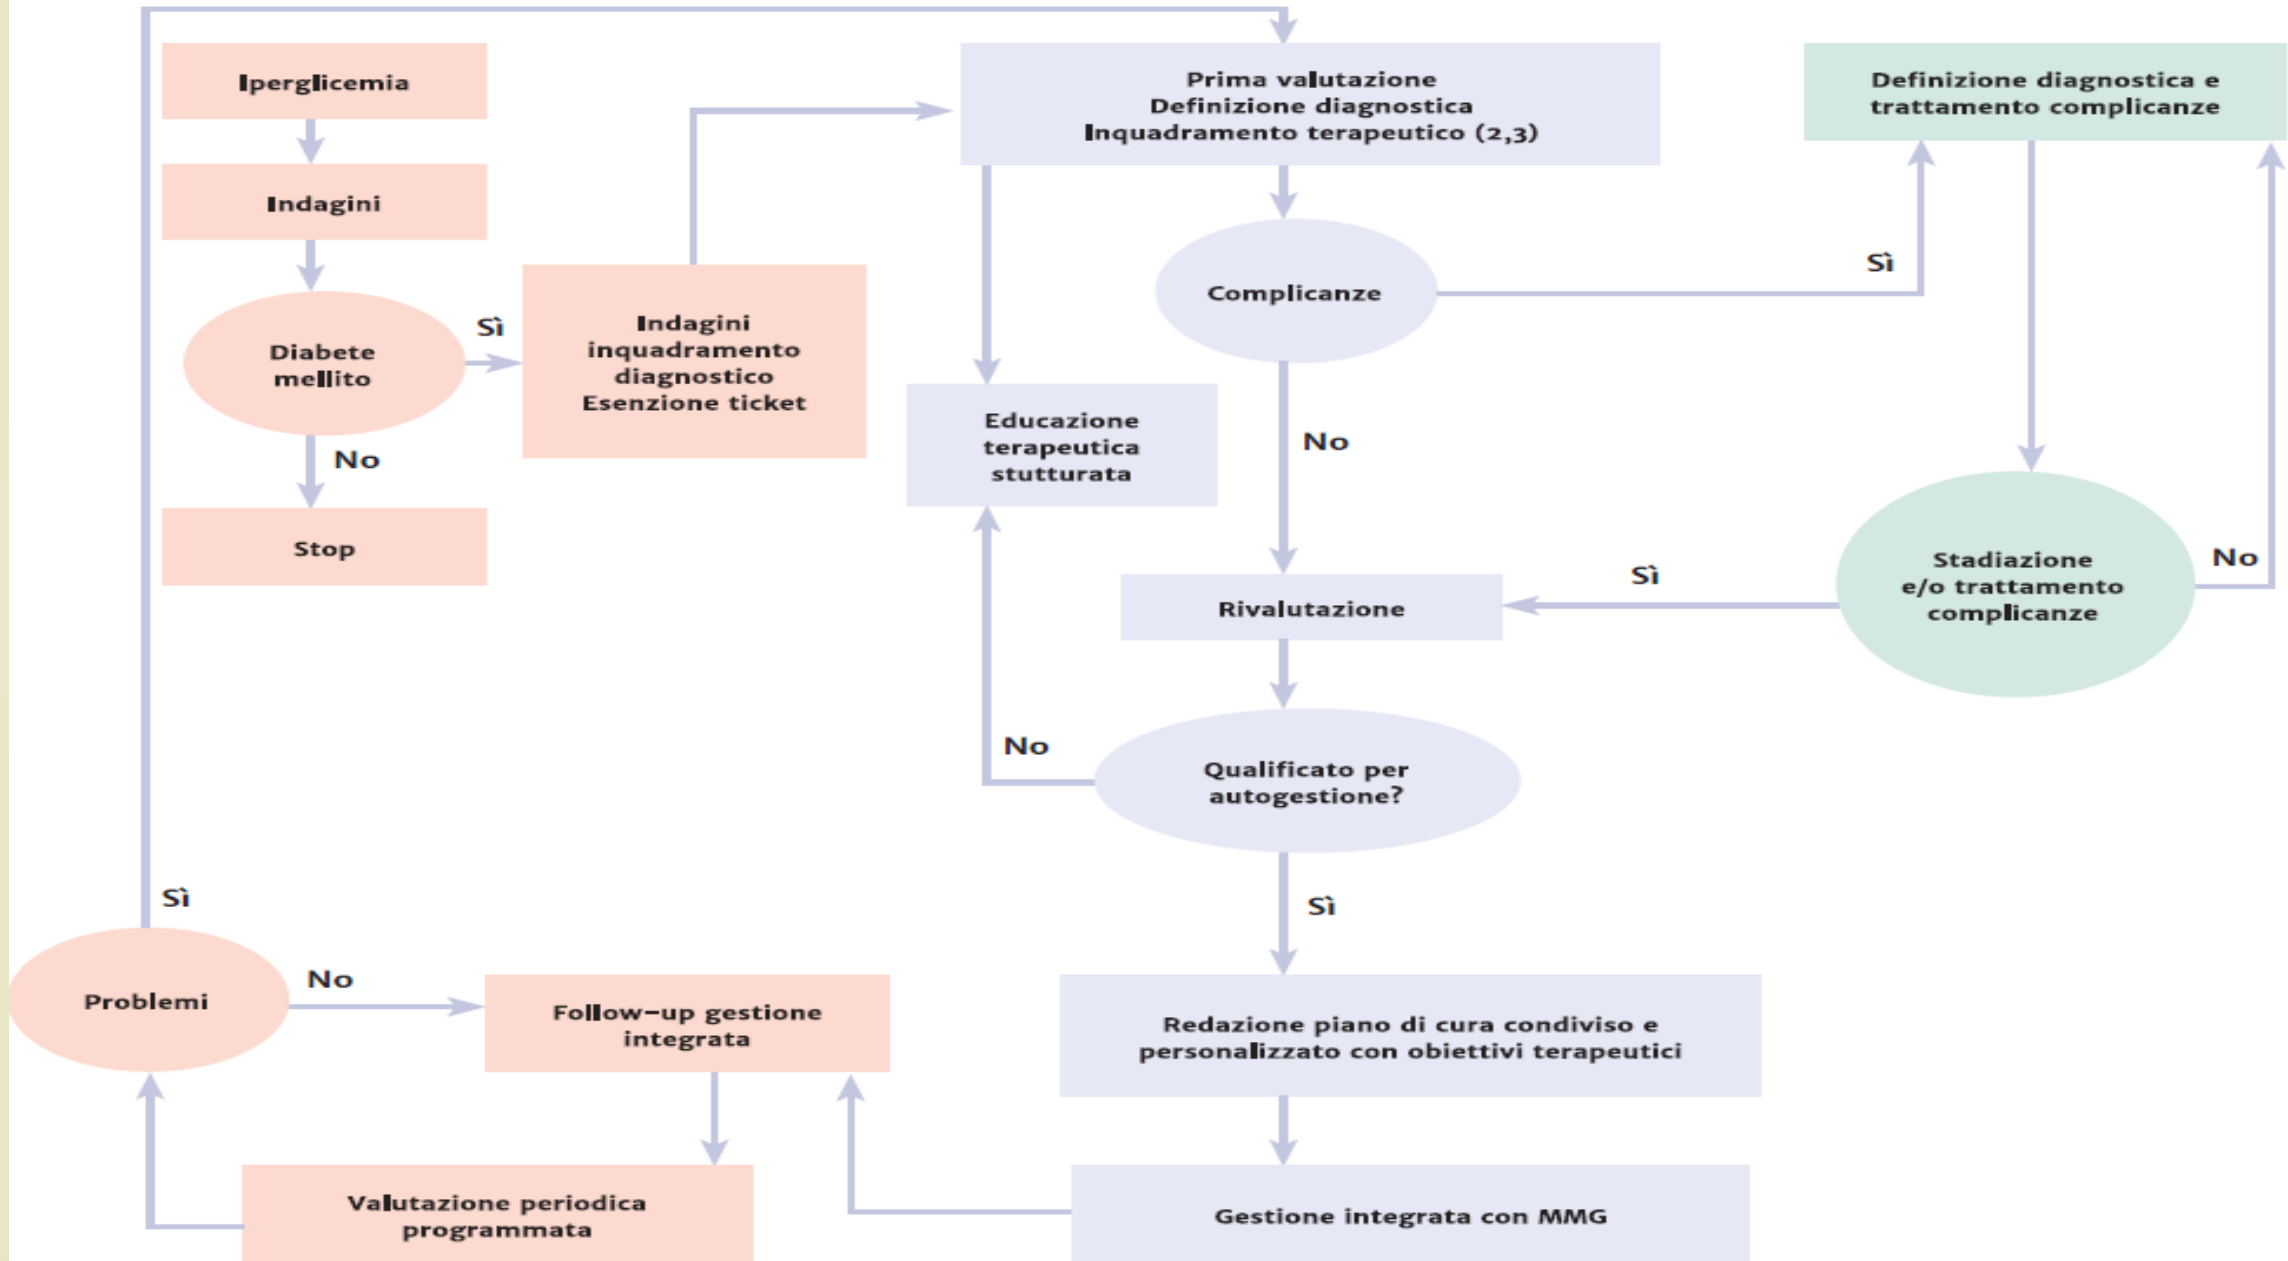 Iperglicemia
Indagini
Diabete
mellito
Sì
No
Stop
Indagini
inquadramento
diagnostico
Esenzione ticket
Prima valutazione
Definizione diagnostica
Inquadramento terapeutico (2,3)
Complicanze
Sì
No
Definizione diagnostica e
trattamento complicanze
Educazione
terapeutica
stutturata
Stadiazione
e/o trattamento
complicanze
No
Sì
Rivalutazione
Qualificato per
autogestione?
No
Sì
Redazione piano di cura condiviso e
personalizzato con obiettivi terapeutici
Gestione integrata con MMG
Follow-up gestione
integrata
Valutazione periodica
programmata
Problemi
Sì
No